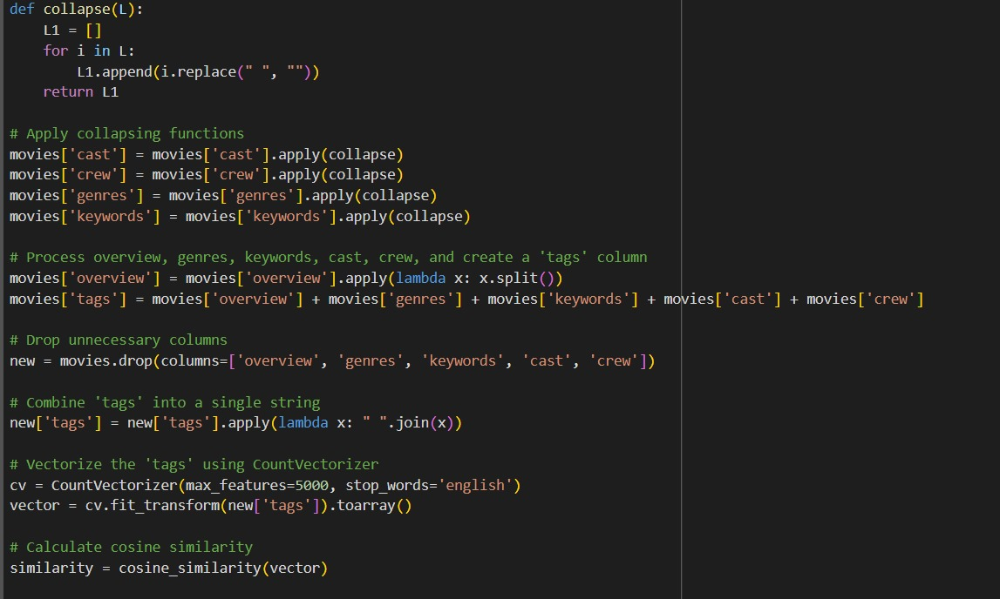 def collapse(L):
    L1 = []
    for i in L:
        L1.append(i.replace(" ", ""))
    return L1

# Apply collapsing functions
movies['cast'] = movies['cast'].apply(collapse)
movies['crew'] = movies['crew'].apply(collapse)
movies['genres'] = movies['genres'].apply(collapse)
movies['keywords'] = movies['keywords'].apply(collapse)

# Process overview, genres, keywords, cast, crew, and create a 'tags' column
movies['overview'] = movies['overview'].apply(lambda x: x.split())
movies['tags'] = movies['overview'] + movies['genres'] + movies['keywords'] + movies['cast'] + movies['crew']

# Drop unnecessary columns
new = movies.drop(columns=['overview', 'genres', 'keywords', 'cast', 'crew'])

# Combine 'tags' into a single string
new['tags'] = new['tags'].apply(lambda x: " ".join(x))

# Vectorize the 'tags' using CountVectorizer
cv = CountVectorizer(max_features=5000, stop_words='english')
vector = cv.fit_transform(new['tags']).toarray()

# Calculate cosine similarity
similarity = cosine_similarity(vector)